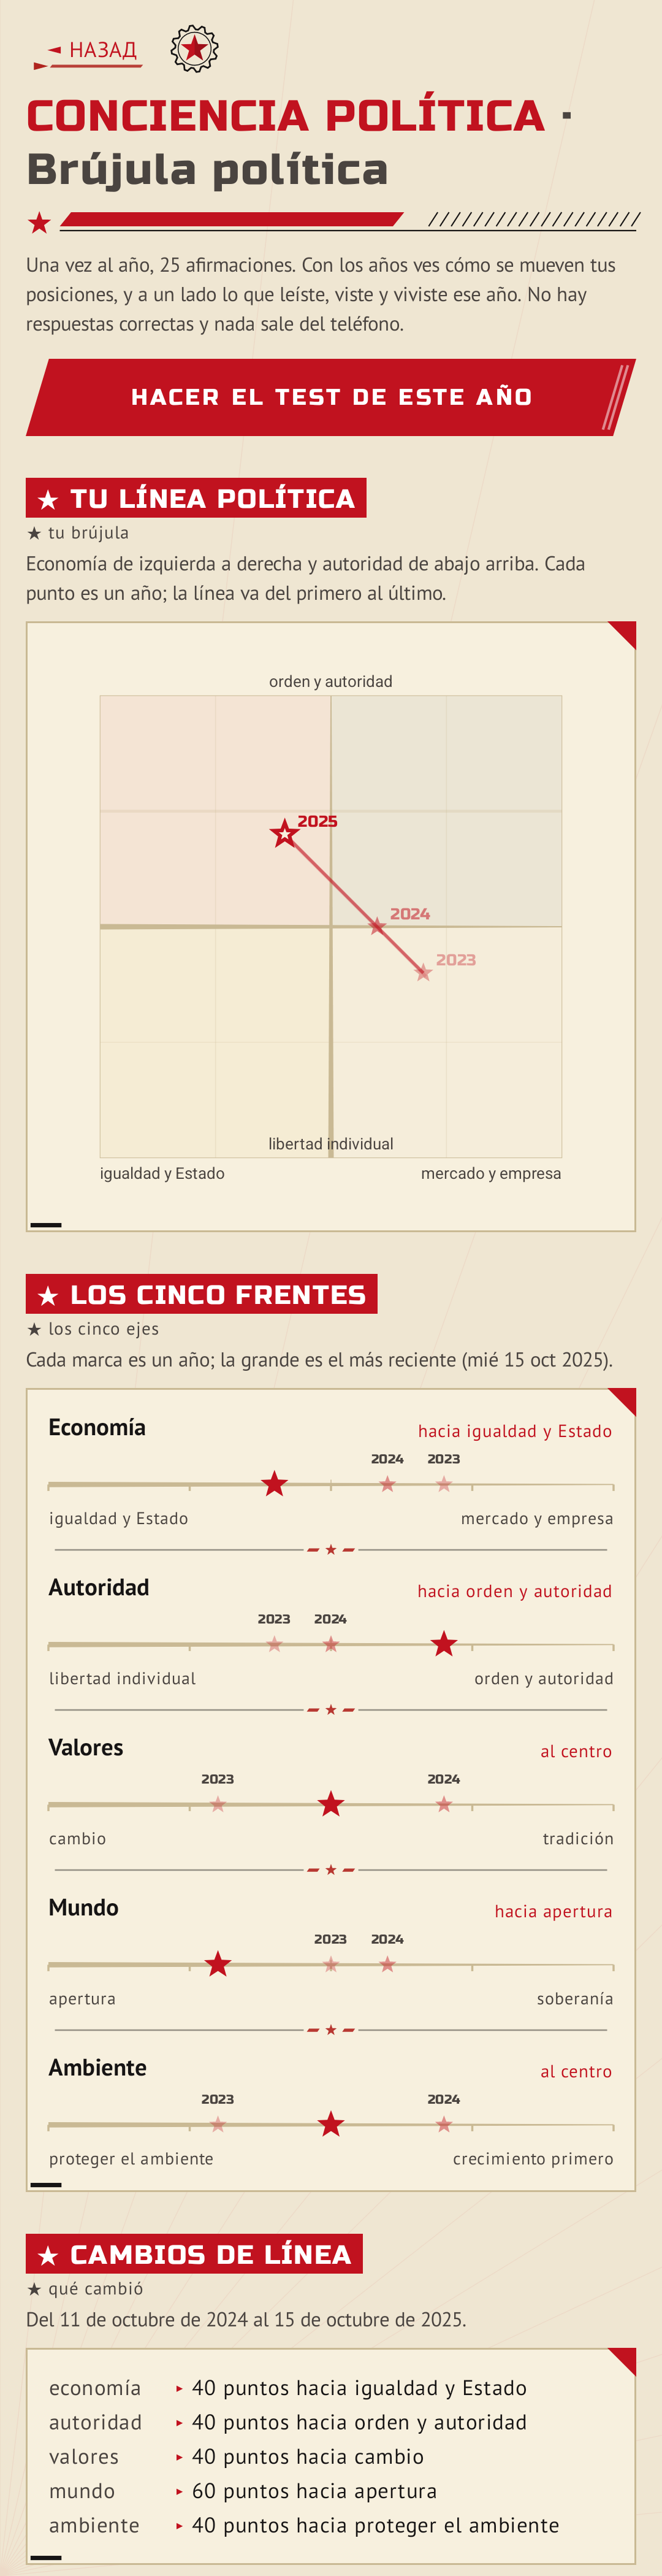 НАЗАД
CONCIENCIA POLÍTICA ·
Brújula política
Una vez al año, 25 afirmaciones. Con los años ves cómo se mueven tus
posiciones, y a un lado lo que leíste, viste y viviste ese año. No hay
respuestas correctas y nada sale del teléfono.
HACER EL TEST DE ESTE AÑO
TU LÍNEA POLÍTICA
tu brújula
Economía de izquierda a derecha y autoridad de abajo arriba. Cada
punto es un año; la línea va del primero al último.
orden y autoridad
2025
2024
2023
libertad individual
igualdad y Estado mercado y empresa
LOS CINCO FRENTES
los cinco ejes
Cada marca es un año; la grande es el más reciente (mié 15 oct 2025).
Economía hacia igualdad y Estado
2024 2023
igualdad y Estado mercado y empresa
Autoridad hacia orden y autoridad
2023 2024
libertad individual orden y autoridad
Valores al centro
2023 2024
cambio tradición
Mundo hacia apertura
2023 2024
apertura soberanía
Ambiente al centro
2023 2024
proteger el ambiente crecimiento primero
CAMBIOS DE LÍNEA
qué cambió
Del 11 de octubre de 2024 al 15 de octubre de 2025.
economía 40 puntos hacia igualdad y Estado
autoridad 40 puntos hacia orden y autoridad
valores 40 puntos hacia cambio
mundo 60 puntos hacia apertura
ambiente 40 puntos hacia proteger el ambiente